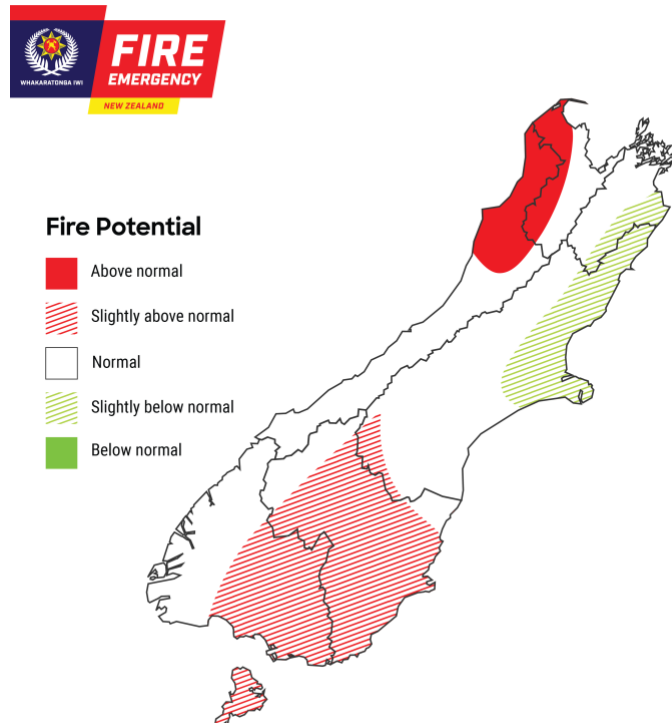 WHAKARATONGA IWI
FIRE
EMERGENCY
NEW ZEALAND
Fire Potential
Above normal
Slightly above normal
Normal
Slightly below normal
Below normal